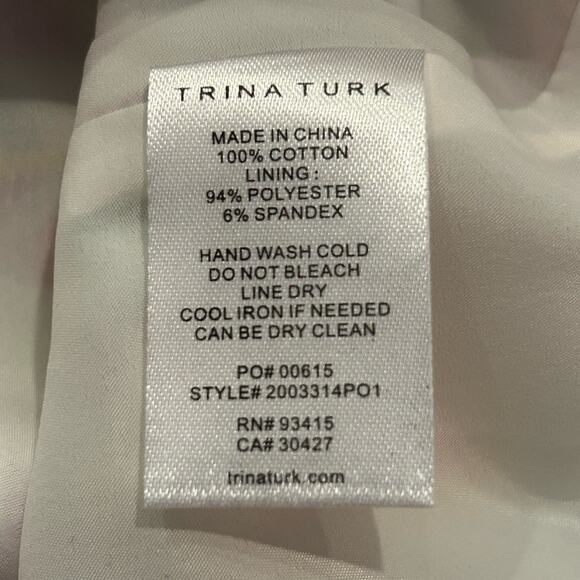 TRINA TURK
MADE IN CHINA
100% COTTON
LINING :
94% POLYESTER
6% SPANDEX
HAND WASH COLD
DO NOT BLEACH
LINE DRY
COOL IRON IF NEEDED
CAN BE DRY CLEAN
PO# 00615
STYLE# 2003314PO1
RN# 93415
CA# 30427
trinaturk.com